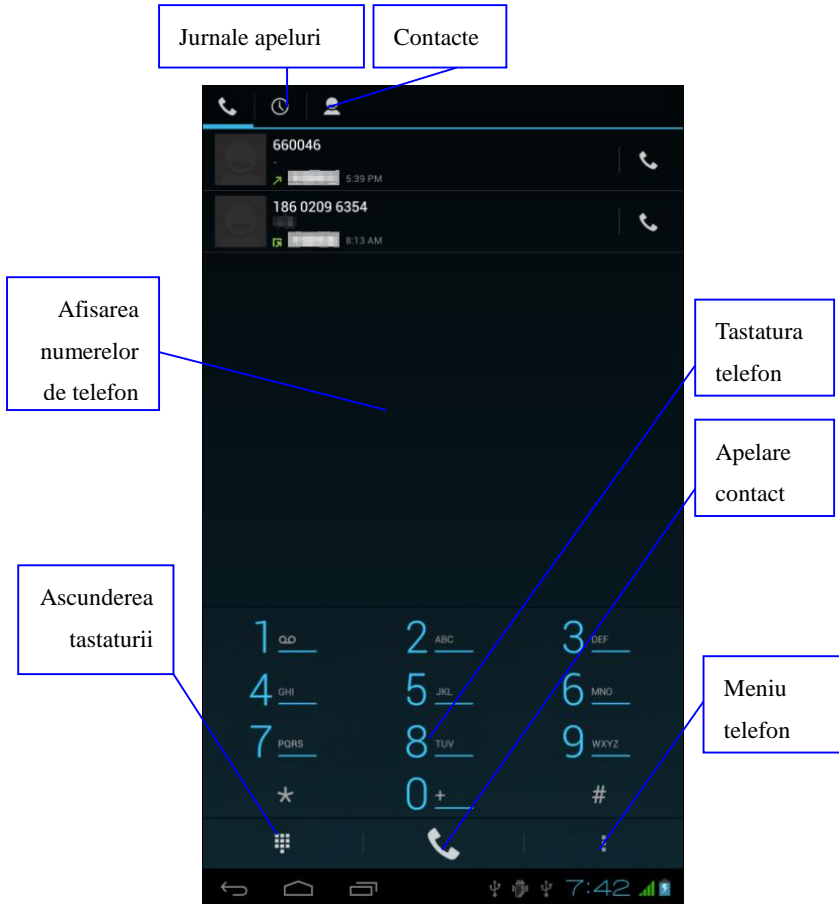 Jurnale apeluri
Contacte
660046
-
5:39 PM
186 0209 6354
8:13 AM
Afisarea
numerelor
de telefon
Tastatura
telefon
Apelare
contact
Ascunderea
tastaturii
1
2 ABC
3 DEF
4 GHI
5 JKL
6 MNO
7 PQRS
8 TUV
9 WXYZ
*
0 +
#
Meniu
telefon
7:42